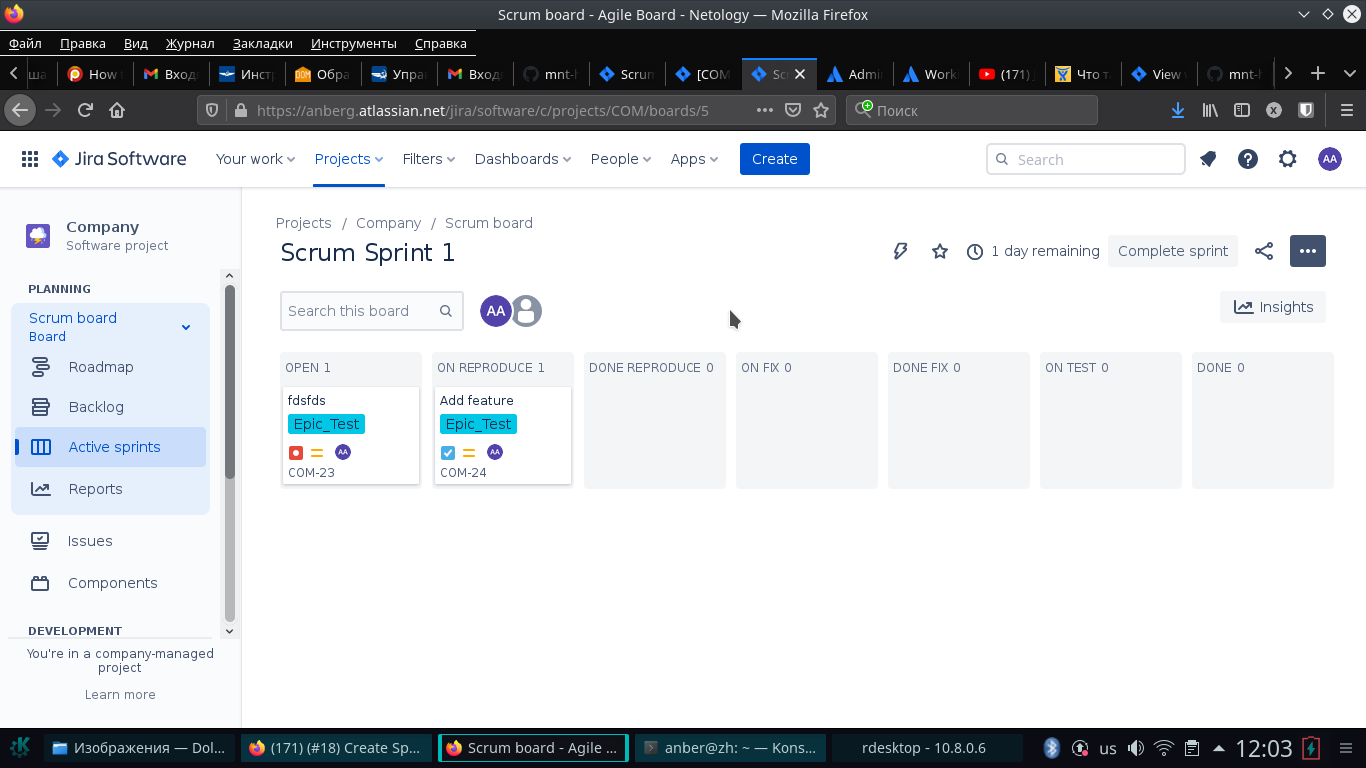 Scrum board - Agile Board - Netology — Mozilla Firefox
Файл Правка Вид Журнал Закладки Инструменты Справка
How Вход Инст Обра Упра Вход mnt-h Scrun [COM Sc Admi Work (171) Что т View mnt-h
https://anberg.atlassian.net/jira/software/c/projects/COM/boards/5 Поиск
Jira Software Your work Projects Filters Dashboards People Apps Create Search AA
Company
Software project
PLANNING
Scrum board
Board
Roadmap
Backlog
Active sprints
Reports
Issues
Components
DEVELOPMENT
You're in a company-managed
project
Learn more
Projects / Company / Scrum board
Scrum Sprint 1
1 day remaining Complete sprint
Search this board AA Insights
OPEN 1 ON REPRODUCE 1 DONE REPRODUCE 0 ON FIX 0 DONE FIX 0 ON TEST 0 DONE 0
fdsfds
Epic_Test
AA
COM-23
Add feature
Epic_Test
AA
COM-24
Изображения — Dol... (171) (#18) Create Sp... Scrum board - Agile ... anber@zh: ~ — Kons... rdesktop - 10.8.0.6 us 12:03